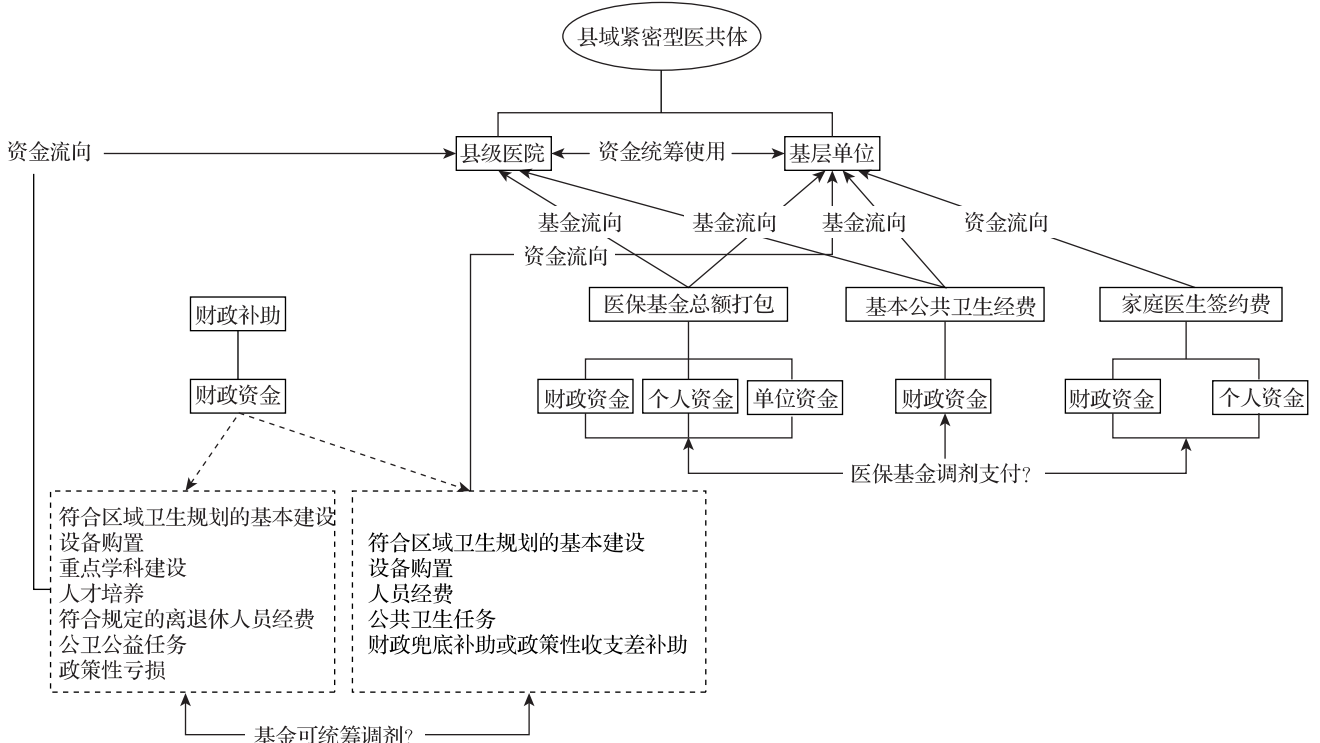 县域紧密型医共体
资金流向
县级医院
资金统筹使用
基层单位
基金流向
基金流向
基金流向
资金流向
资金流向
财政补助
医保基金总额打包
基本公共卫生经费
家庭医生签约费
财政资金
财政资金
个人资金
单位资金
财政资金
财政资金
个人资金
医保基金调剂支付?
符合区域卫生规划的基本建设
设备购置
重点学科建设
人才培养
符合规定的离退休人员经费
公卫公益任务
政策性亏损
符合区域卫生规划的基本建设
设备购置
人员经费
公共卫生任务
财政兜底补助或政策性收支差补助
基金可统筹调剂?